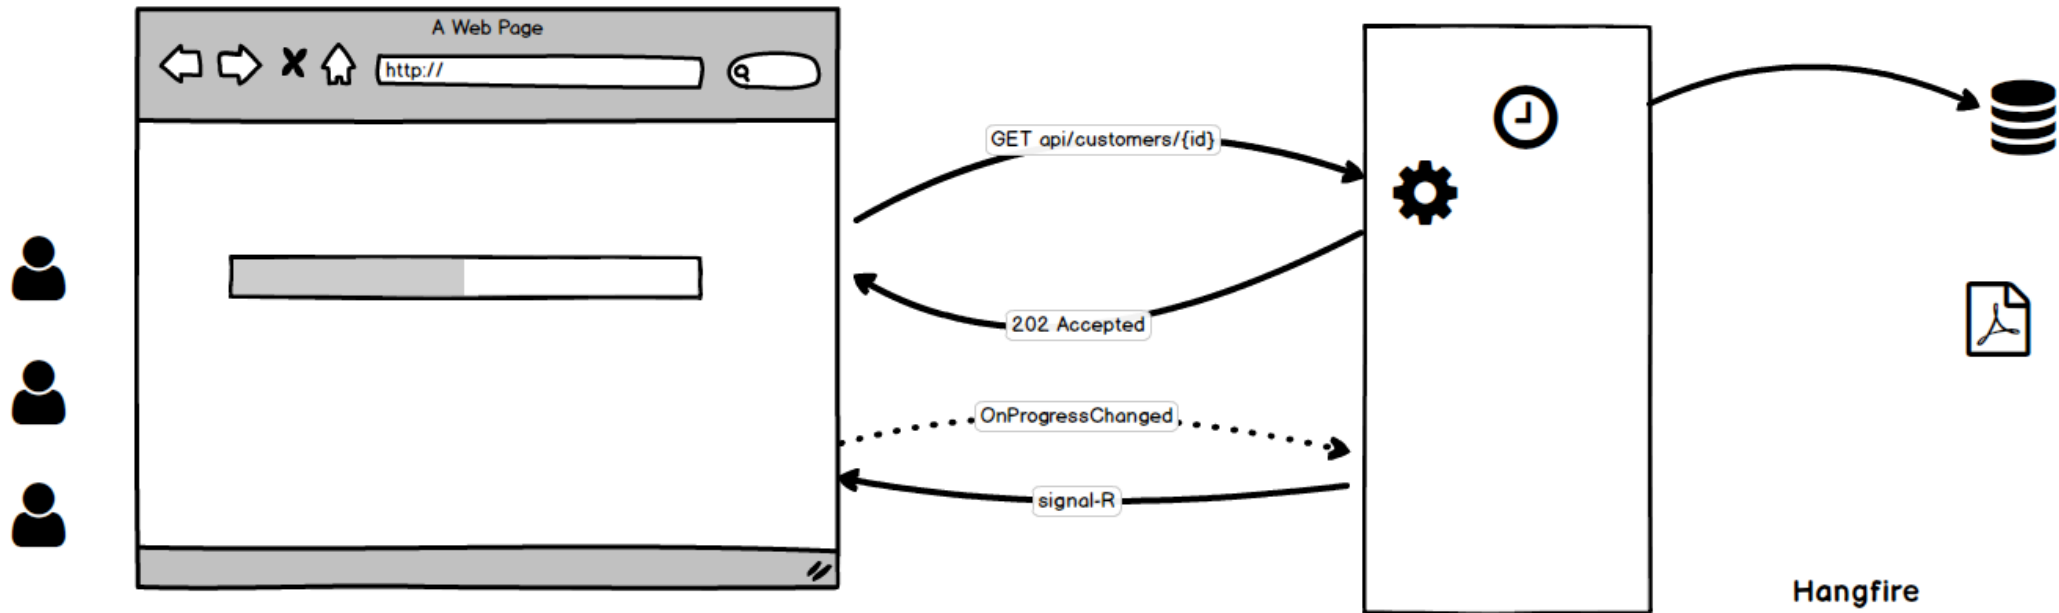 A Web Page
http://
GET api/customers/{id}
202 Accepted
OnProgressChanged
signal-R
Hangfire